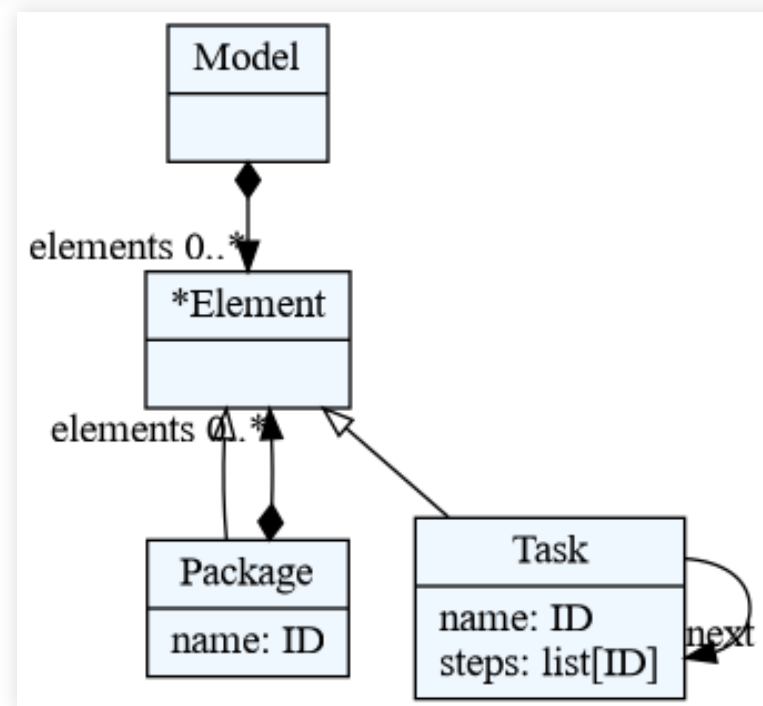 Model
elements 0..*
*Element
elements 0..*
Package
name: ID
Task
name: ID
steps: list[ID]
next